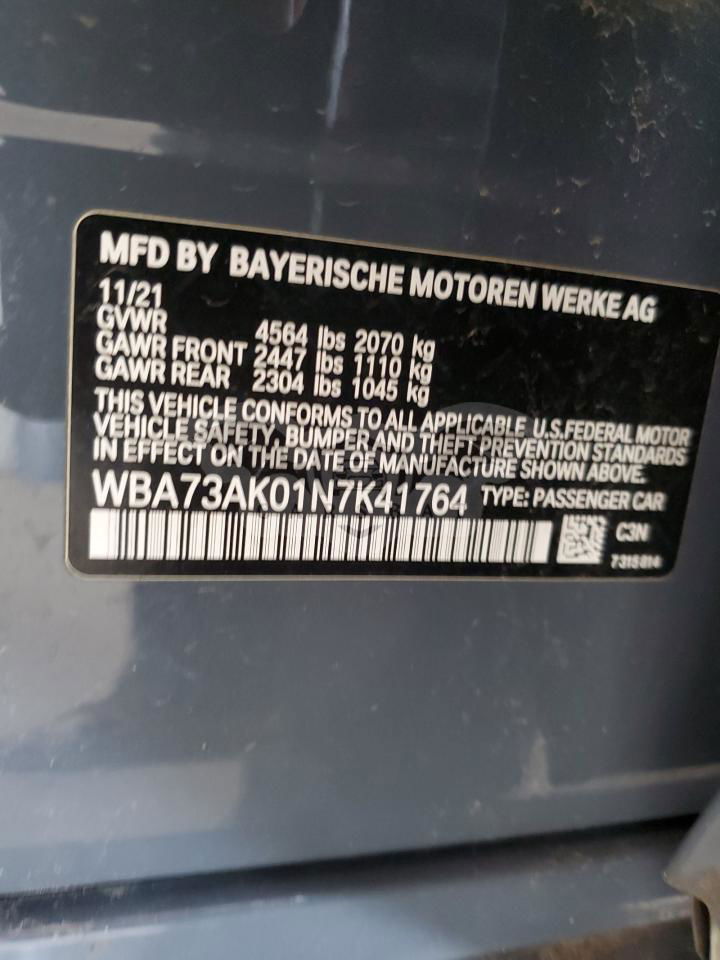 MFD BY BAYERISCHE MOTOREN WERKE AG
11/21
GVWR 4564 lbs 2070 kg
GAWR FRONT 2447 lbs 1110 kg
GAWR REAR 2304 lbs 1045 kg
THIS VEHICLE CONFORMS TO ALL APPLICABLE U.S.FEDERAL MOTOR
VEHICLE SAFETY, BUMPER AND THEFT PREVENTION STANDARDS
IN EFFECT ON THE DATE OF MANUFACTURE SHOWN ABOVE.
WBA73AK01N7K41764 TYPE: PASSENGER CAR
C3N
7315814